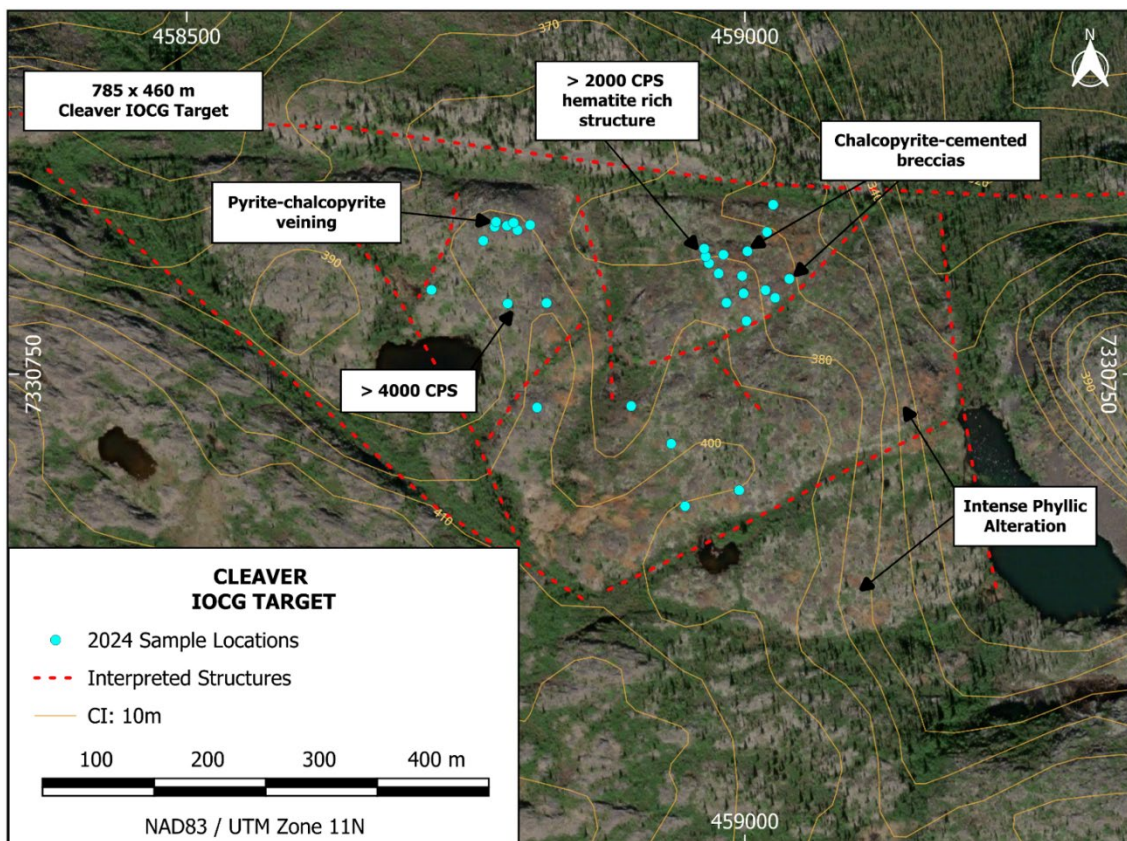 458500
459000
N
785 x 460 m
Cleaver IOCG Target
> 2000 CPS
hematite rich
structure
Chalcopyrite-cemented
breccias
Pyrite-chalcopyrite
veining
370
340
390
7330750
7330750
390
380
> 4000 CPS
400
410
Intense Phyllic
Alteration
CLEAVER
IOCG TARGET
2024 Sample Locations
Interpreted Structures
CI: 10m
100 200 300 400 m
NAD83 / UTM Zone 11N
459000